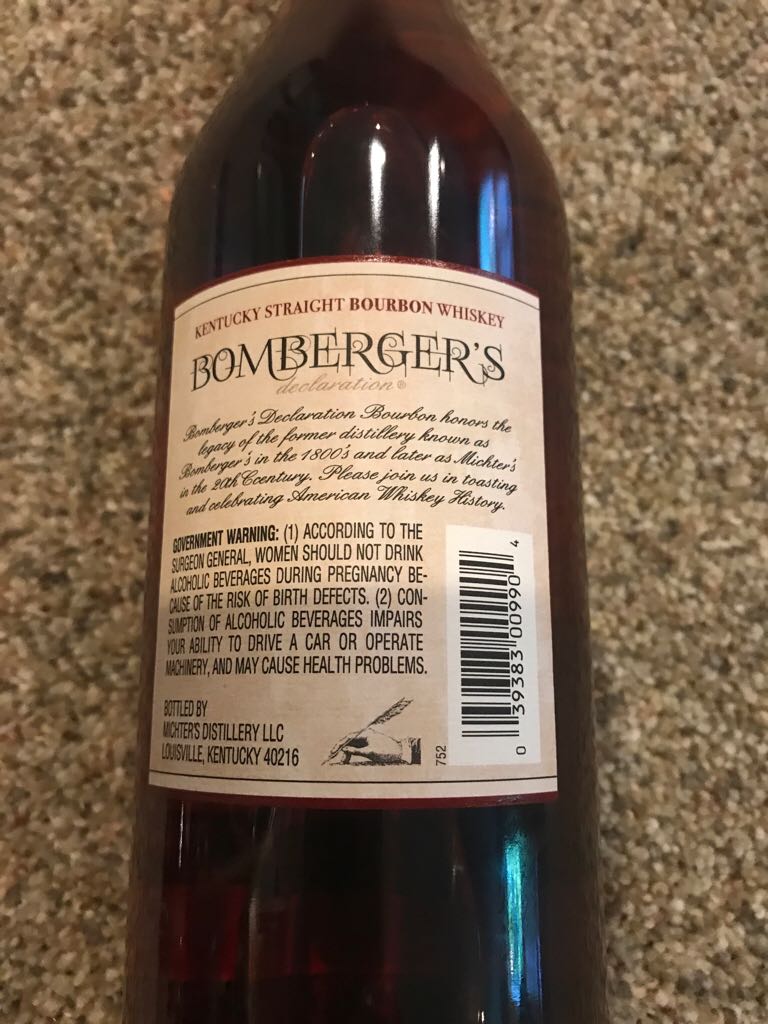 KENTUCKY STRAIGHT BOURBON WHISKEY
BOMBERGER'S
declaration®
Bomberger's Declaration Bourbon honors the
legacy of the former distillery known as
Bomberger's in the 1800's and later as Michter's
in the 20th Ccentury. Please join us in toasting
and celebrating American Whiskey History.
GOVERNMENT WARNING: (1) ACCORDING TO THE
SURGEON GENERAL, WOMEN SHOULD NOT DRINK
ALCOHOLIC BEVERAGES DURING PREGNANCY BE-
CAUSE OF THE RISK OF BIRTH DEFECTS. (2) CON-
SUMPTION OF ALCOHOLIC BEVERAGES IMPAIRS
YOUR ABILITY TO DRIVE A CAR OR OPERATE
MACHINERY, AND MAY CAUSE HEALTH PROBLEMS.
BOTTLED BY
MICHTER'S DISTILLERY LLC
LOUISVILLE, KENTUCKY 40216
752
0 39383 00990 4